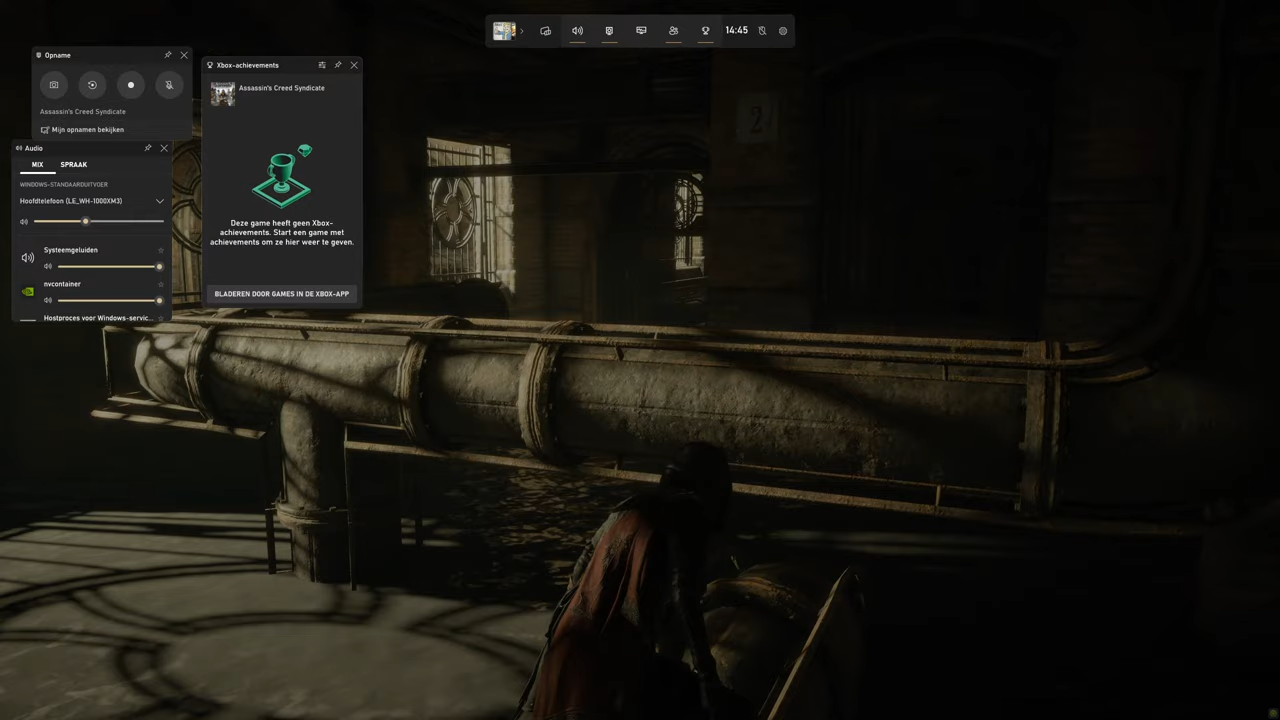 14:45
Opname
Assassin's Creed Syndicate
Mijn opnamen bekijken
Audio
MIX
SPRAAK
WINDOWS-STANDAARDUITVOER
Hoofdtelefoon (LE_WH-1000XM3)
Systeemgeluiden
nvcontainer
Hostproces voor Windows-servic...
Xbox-achievements
Assassin's Creed Syndicate
Deze game heeft geen Xbox-
achievements. Start een game met
achievements om ze hier weer te geven.
BLADEREN DOOR GAMES IN DE XBOX-APP
2